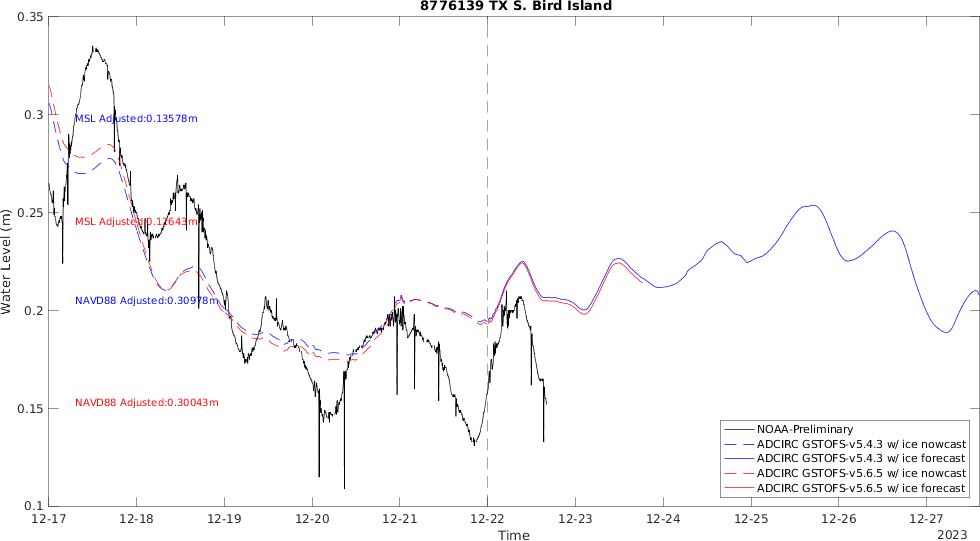 8776139 TX S. Bird Island
0.35
0.3
0.25
0.2
0.15
0.1
Water Level (m)
MSL Adjusted:0.13578m
MSL Adjusted:0.12643m
NAVD88 Adjusted:0.30978m
NAVD88 Adjusted:0.30043m
NOAA-Preliminary
ADCIRC GSTOFS-v5.4.3 w/ ice nowcast
ADCIRC GSTOFS-v5.4.3 w/ ice forecast
ADCIRC GSTOFS-v5.6.5 w/ ice nowcast
ADCIRC GSTOFS-v5.6.5 w/ ice forecast
12-17 12-18 12-19 12-20 12-21 12-22 12-23 12-24 12-25 12-26 12-27
Time
2023